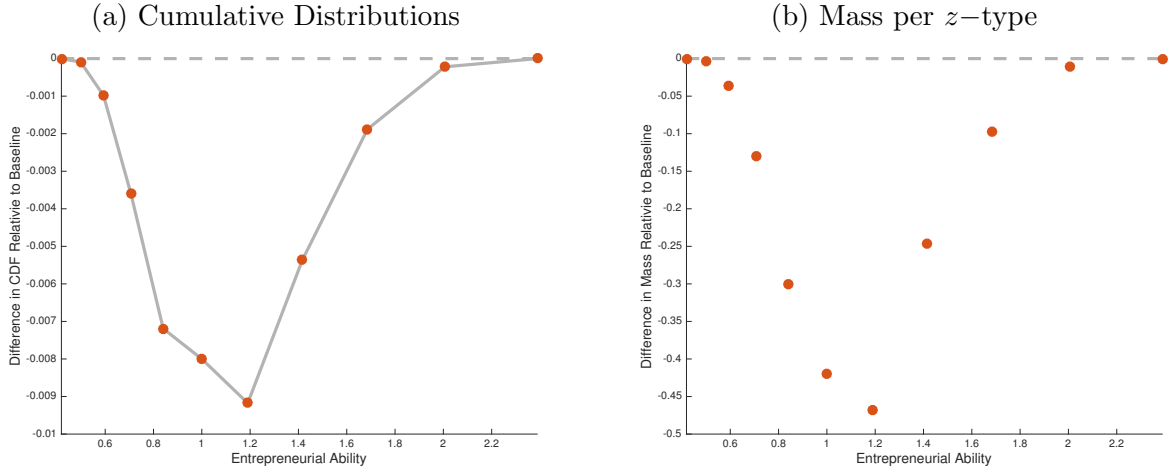 (a) Cumulative Distributions
0
-0.001
-0.002
-0.003
-0.004
-0.005
-0.006
-0.007
-0.008
-0.009
-0.01
0.6 0.8 1 1.2 1.4 1.6 1.8 2 2.2
Entrepreneurial Ability
Difference in CDF Relativie to Baseline
(b) Mass per z−type
0
-0.05
-0.1
-0.15
-0.2
-0.25
-0.3
-0.35
-0.4
-0.45
-0.5
0.6 0.8 1 1.2 1.4 1.6 1.8 2 2.2
Entrepreneurial Ability
Difference in Mass Relativie to Baseline